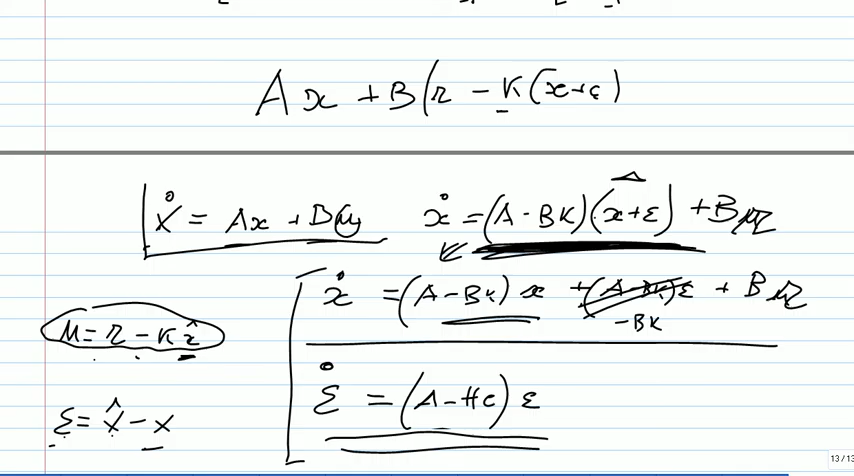 Ax + B(r - K(x+ε)
ẋ = Ax + Bu   ẋ = (A - BK)(x+ε) + Br
ẋ = (A - BK)x + (A - BK)ε + Br
-BK
u = r - Kx̂
ε̇ = (A - HC)ε
ε = x̂ - x
13 / 13